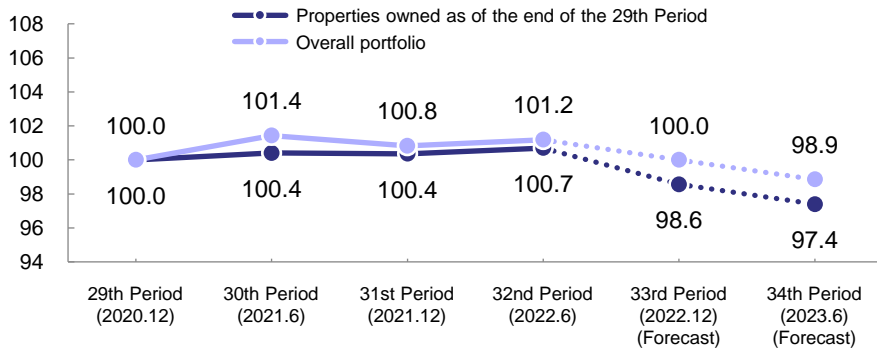 Properties owned as of the end of the 29th Period
Overall portfolio
108
106
104
102
100
98
96
94
100.0
101.4
100.8
101.2
100.0
98.9
100.0
100.4
100.4
100.7
98.6
97.4
29th Period
(2020.12)
30th Period
(2021.6)
31st Period
(2021.12)
32nd Period
(2022.6)
33rd Period
(2022.12)
(Forecast)
34th Period
(2023.6)
(Forecast)